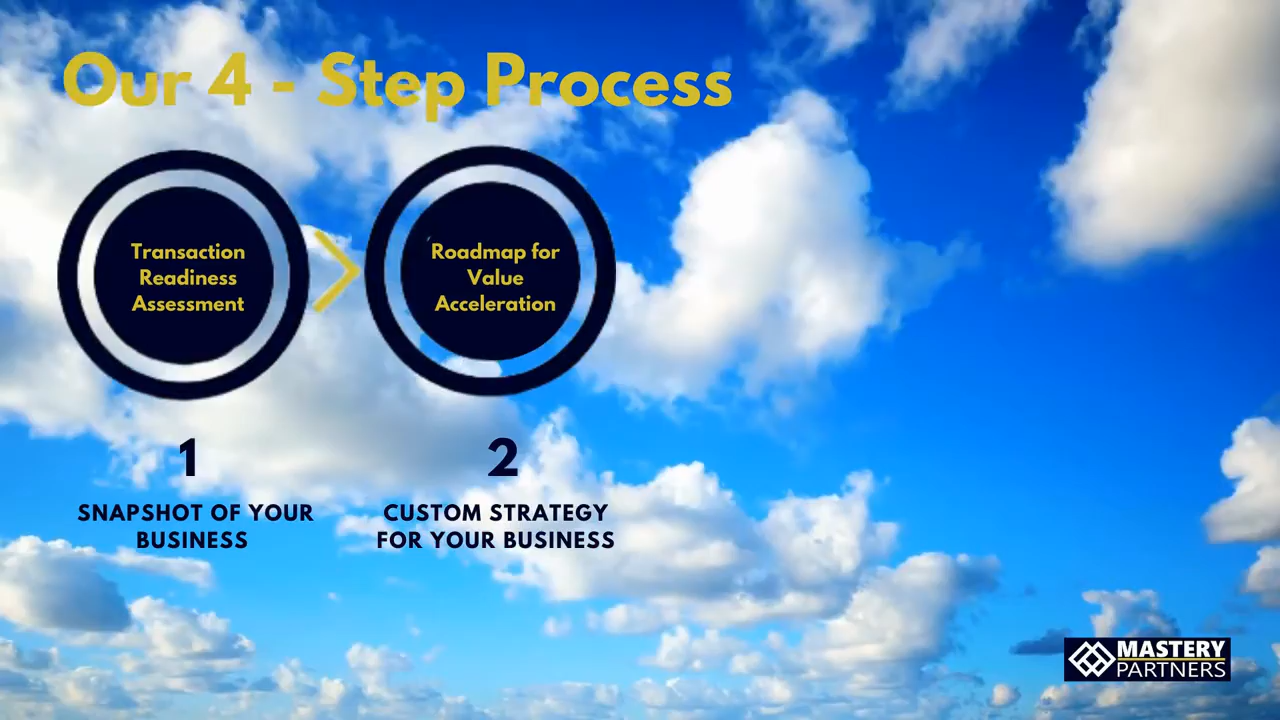 Our 4 - Step Process
Transaction
Readiness
Assessment
Roadmap for
Value
Acceleration
1
2
SNAPSHOT OF YOUR
BUSINESS
CUSTOM STRATEGY
FOR YOUR BUSINESS
MASTERY
PARTNERS